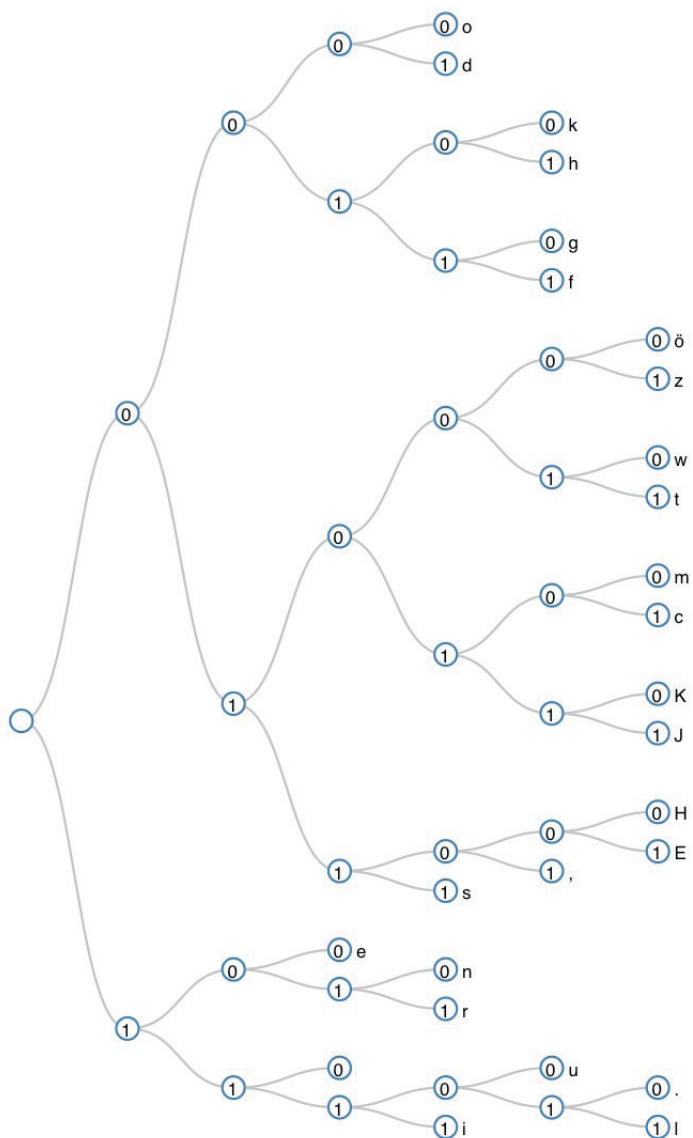 0 o
0
1 d
0 0 k
0
1 h
1
0 g
1
1 f
0 ö
0
1 z
0
0
0 w
1
1 t
0
0 m
0
1 c
1
0 K
1
1
1 J
0 H
0
0 1 E
1 1 ,
1 s
0 e
0 0 n
1
1 r
1
0 0 u
1 0 0 .
1 1
1 i 1 l